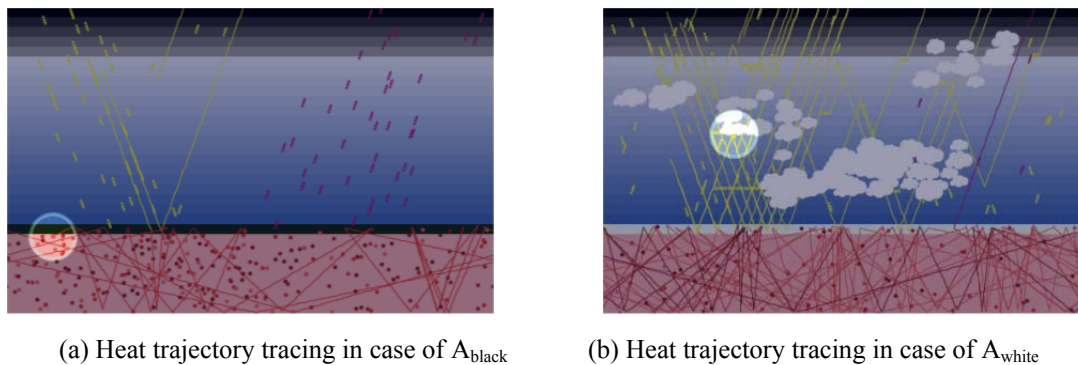 (a) Heat trajectory tracing in case of Ablack
(b) Heat trajectory tracing in case of Awhite